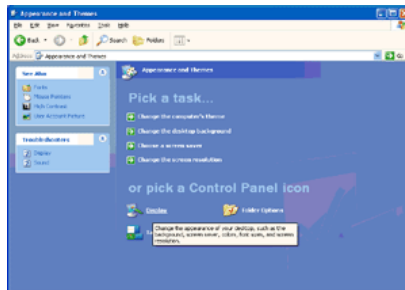 Appearance and Themes
File Edit View Favorites Tools Help
Back Search Folders
Address Appearance and Themes Go
See Also
Fonts
Mouse Pointers
High Contrast
User Account Picture
Troubleshooters
Display
Sound
Appearance and Themes
Pick a task...
Change the computer's theme
Change the desktop background
Choose a screen saver
Change the screen resolution
or pick a Control Panel icon
Display Folder Options
Change the appearance of your desktop, such as the
background, screen saver, colors, font sizes, and screen
resolution.